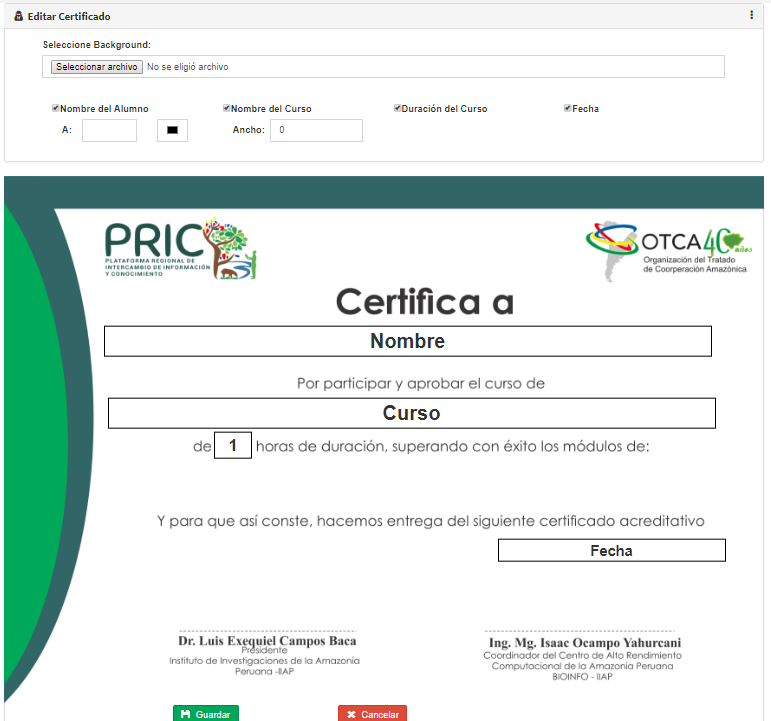 Editar Certificado
Seleccione Background:
Seleccionar archivo No se eligió archivo
Nombre del Alumno Nombre del Curso Duración del Curso Fecha
A: Ancho: 0
PRIC
PLATAFORMA REGIONAL DE
INTERCAMBIO DE INFORMACIÓN
Y CONOCIMIENTO
OTCA40 años
Organización del Tratado
de Coorperación Amazónica
Certifica a
Nombre
Por participar y aprobar el curso de
Curso
de 1 horas de duración, superando con éxito los módulos de:
Y para que así conste, hacemos entrega del siguiente certificado acreditativo
Fecha
Dr. Luis Exequiel Campos Baca
Presidente
Instituto de Investigaciones de la Amazonía
Peruana -IIAP
Ing. Mg. Isaac Ocampo Yahurcani
Coordinador del Centro de Alto Rendimiento
Computacional de la Amazonia Peruana
BIOINFO - IIAP
Guardar Cancelar